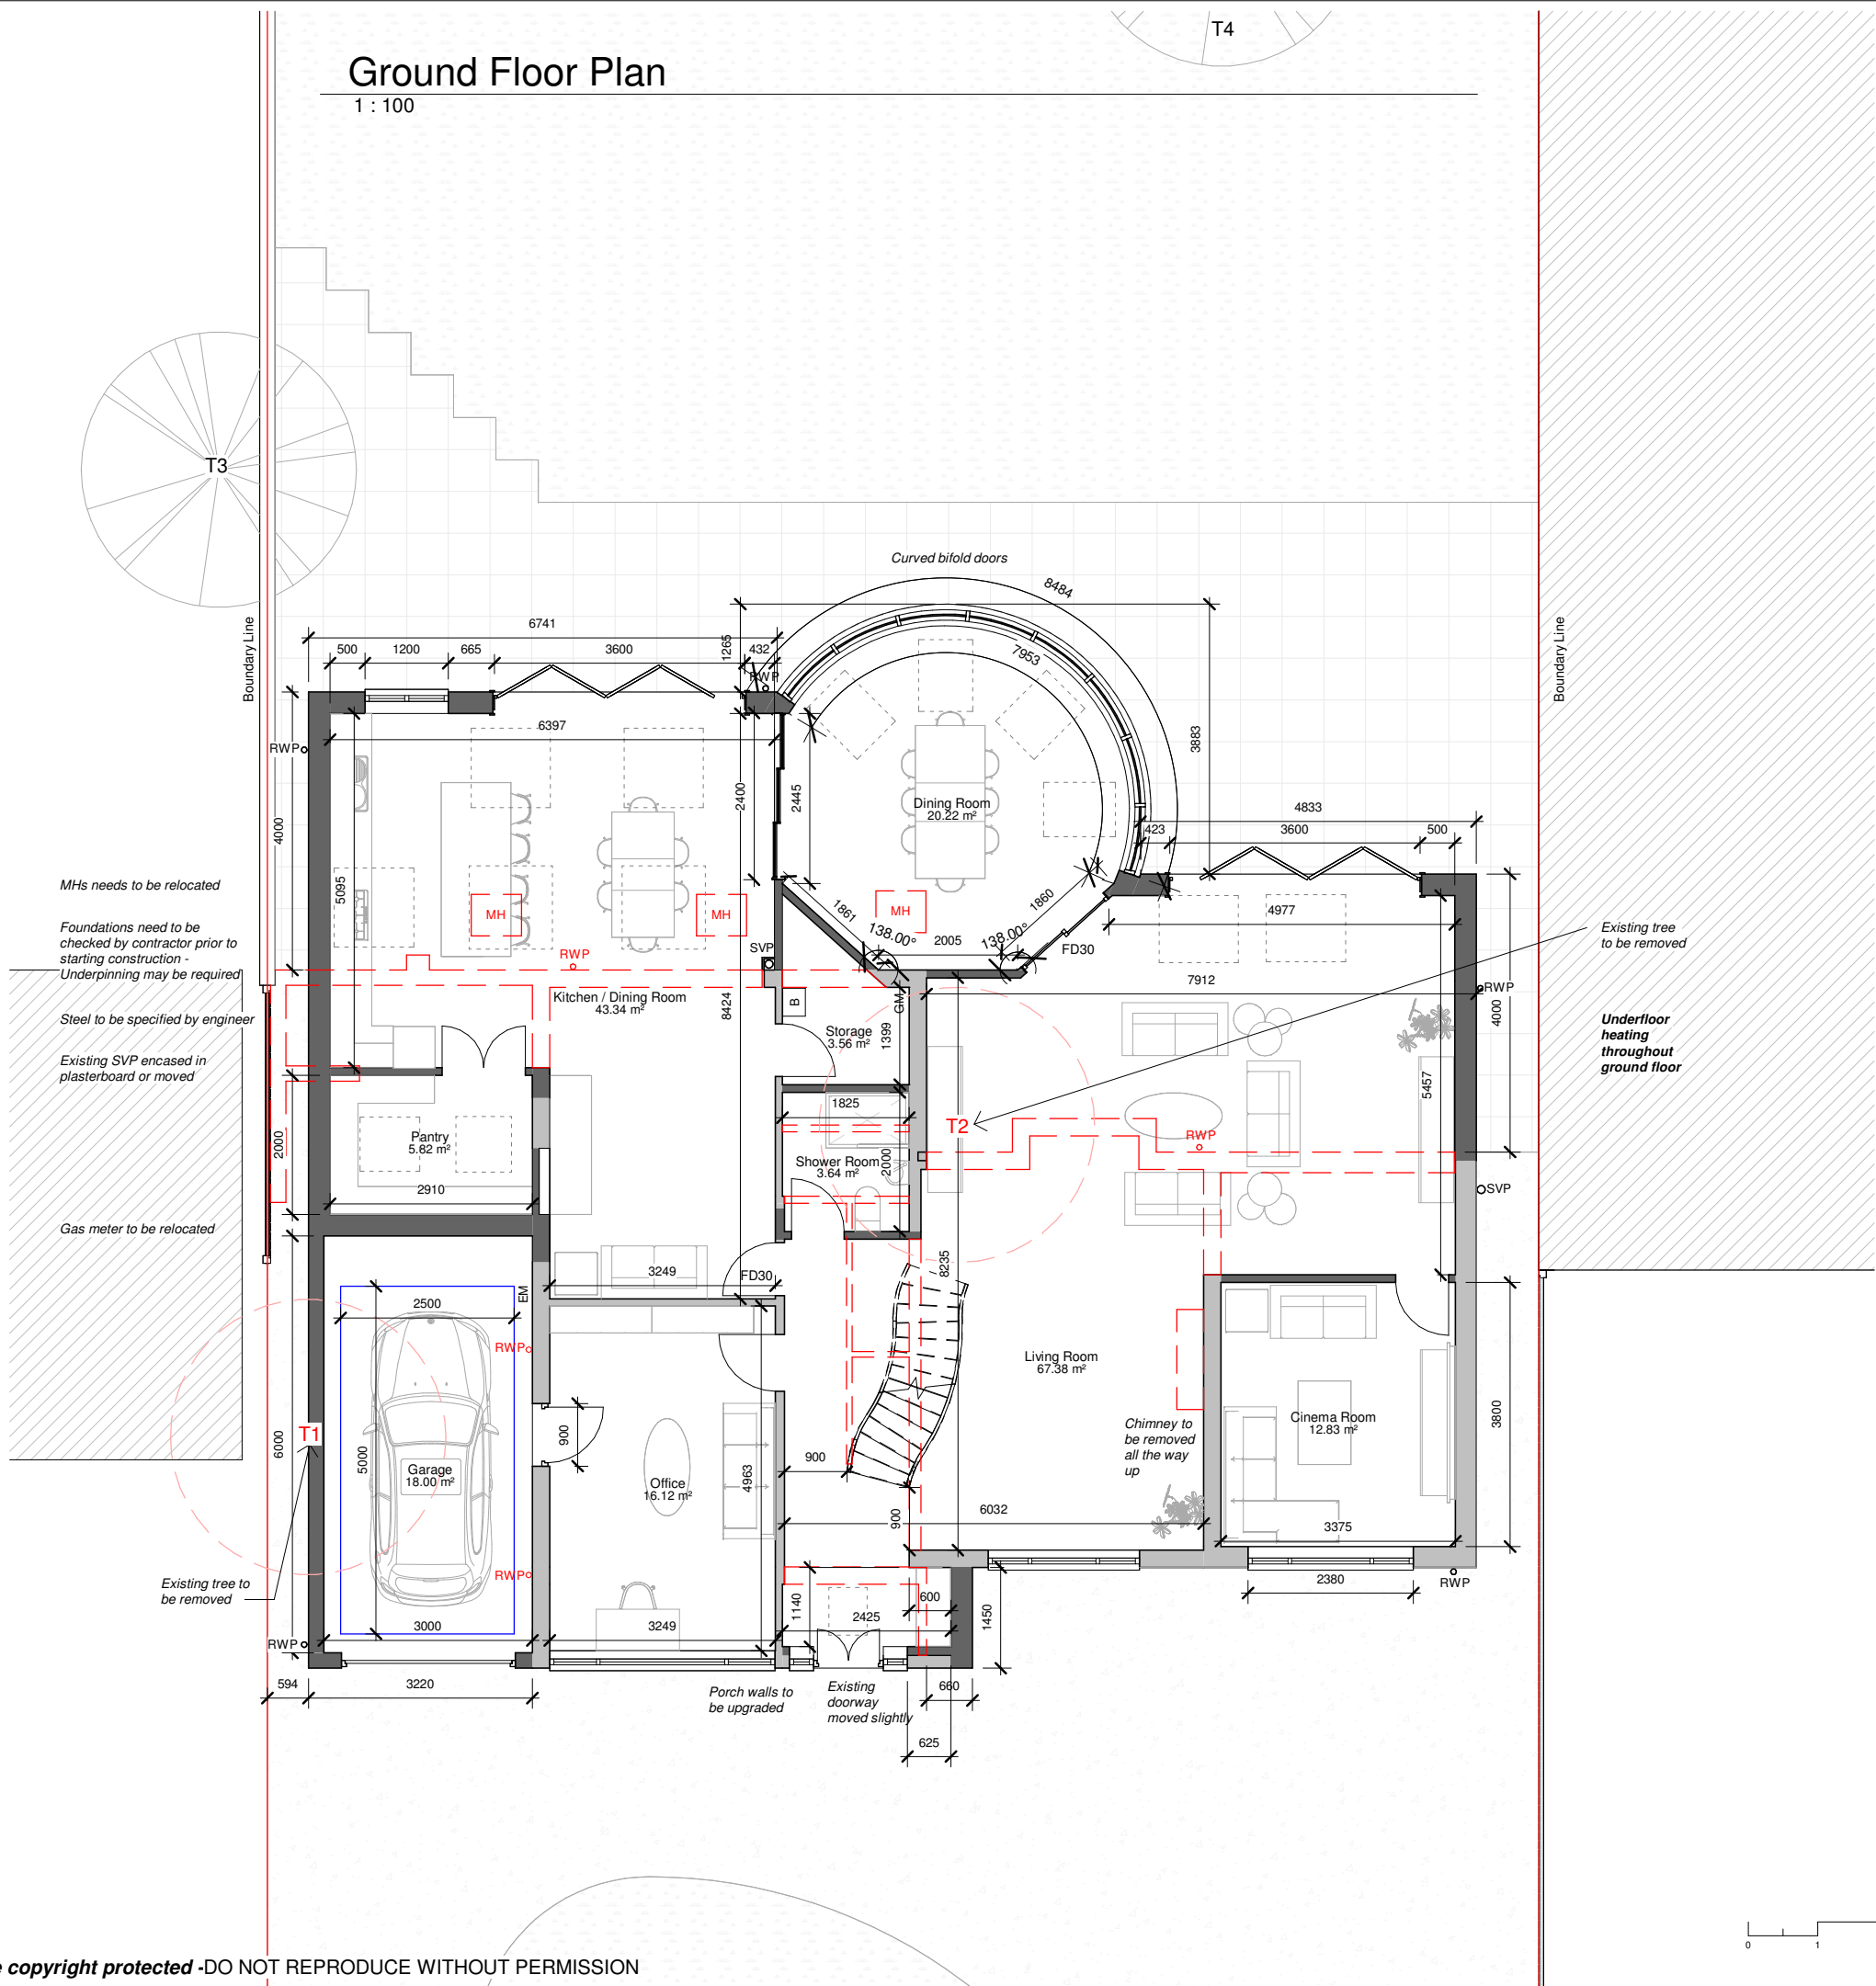 T4
Ground Floor Plan
1 : 100
T3
Boundary Line
Boundary Line
Curved bifold doors
8484
6741
500
1200
665
3600
1265
432
RWP
7953
3883
RWP
6397
4000
5095
2400
2445
Dining Room
20.22 m²
4833
423
3600
500
MHs needs to be relocated
Foundations need to be
checked by contractor prior to
starting construction -
Underpinning may be required
Steel to be specified by engineer
Existing SVP encased in
plasterboard or moved
Gas meter to be relocated
MH
MH
MH
1861
1860
138.00°
2005
138.00°
FD30
4977
Existing tree
to be removed
RWP
SVP
7912
RWP
4000
Kitchen / Dining Room
43.34 m²
8424
B
GM
Storage
3.56 m²
1399
Underfloor
heating
throughout
ground floor
5457
1825
T2
RWP
Pantry
5.82 m²
2000
2910
Shower Room
3.64 m²
2000
SVP
8235
3249
FD30
EM
2500
RWP
Living Room
67.38 m²
T1
6000
5000
Garage
18.00 m²
900
Office
16.12 m²
4963
900
900
6032
Chimney to
be removed
all the way
up
Cinema Room
12.83 m²
3800
3375
2380
RWP
Existing tree to
be removed
RWP
RWP
3000
3249
1140
2425
600
1450
594
3220
Porch walls to
be upgraded
Existing
doorway
moved slightly
660
625
0
1
copyright protected -DO NOT REPRODUCE WITHOUT PERMISSION